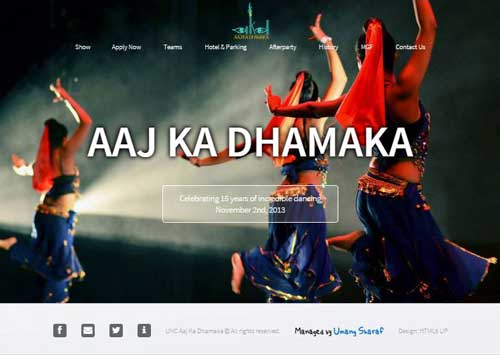 AAJ KA DHAMAKA
Show Apply Now Teams Hotel & Parking Afterparty History MGF Contact Us
AAJ KA DHAMAKA
Celebrating 15 years of incredible dancing.
November 2nd, 2013
UNC Aaj Ka Dhamaka © All rights reserved. Managed by Umang Sharaf Design: HTML5 UP